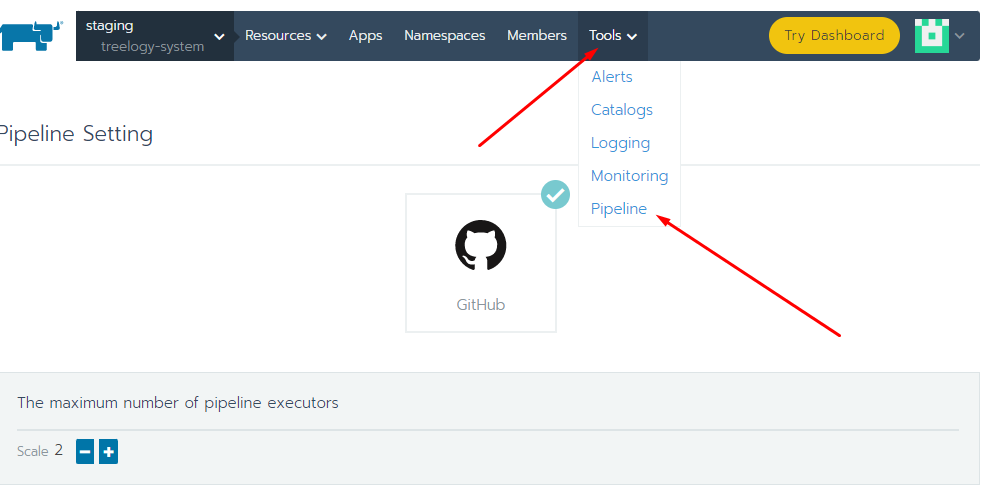 staging
treelogy-system
Resources
Apps
Namespaces
Members
Tools
Try Dashboard
Alerts
Catalogs
Logging
Monitoring
Pipeline
Pipeline Setting
GitHub
The maximum number of pipeline executors
Scale 2